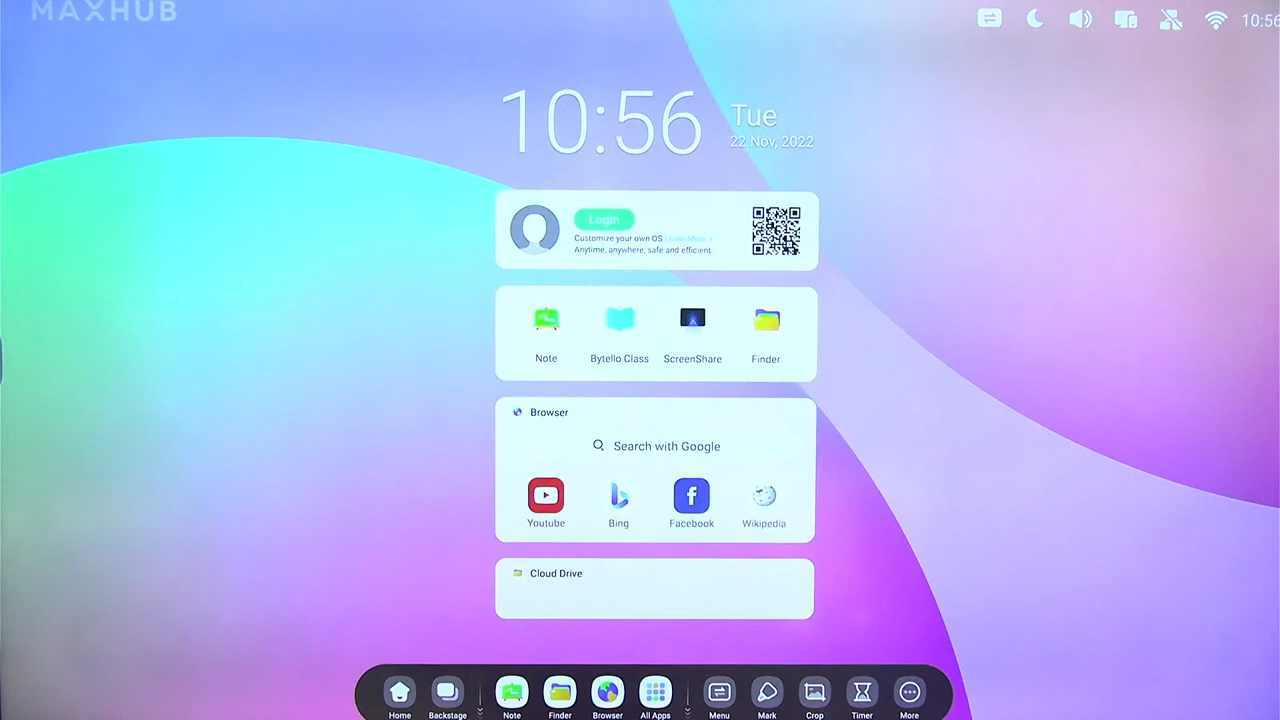 MAXHUB
10:56
10:56
Tue
22 Nov, 2022
Login
Customize your own OS Learn More >
Anytime, anywhere, safe and efficient.
Note Bytello Class ScreenShare Finder
Browser
Search with Google
Youtube Bing Facebook Wikipedia
Cloud Drive
Home Backstage Note Finder Browser All Apps Menu Mark Crop Timer More